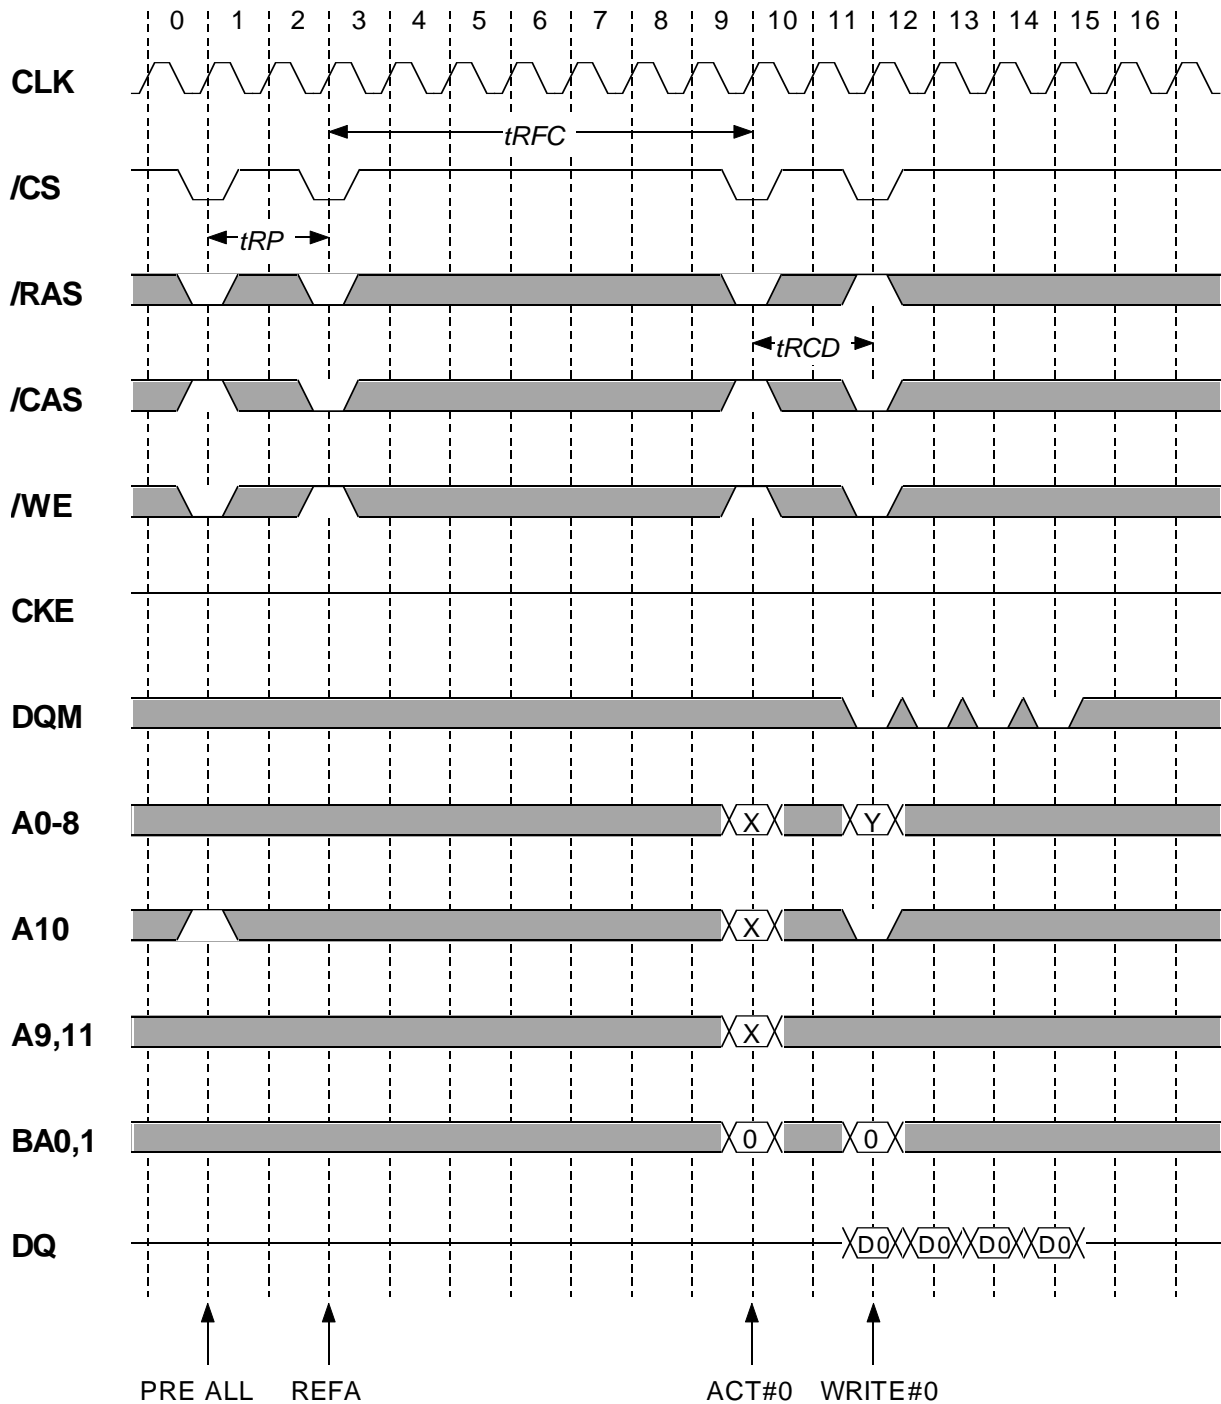 0 1 2 3 4 5 6 7 8 9 10 11 12 13 14 15 16
CLK
tRFC
/CS
tRP
/RAS
tRCD
/CAS
/WE
CKE
DQM
A0-8 X Y
A10 X
A9,11 X
BA0,1 0 0
DQ D0 D0 D0 D0
PRE ALL REFA ACT#0 WRITE#0